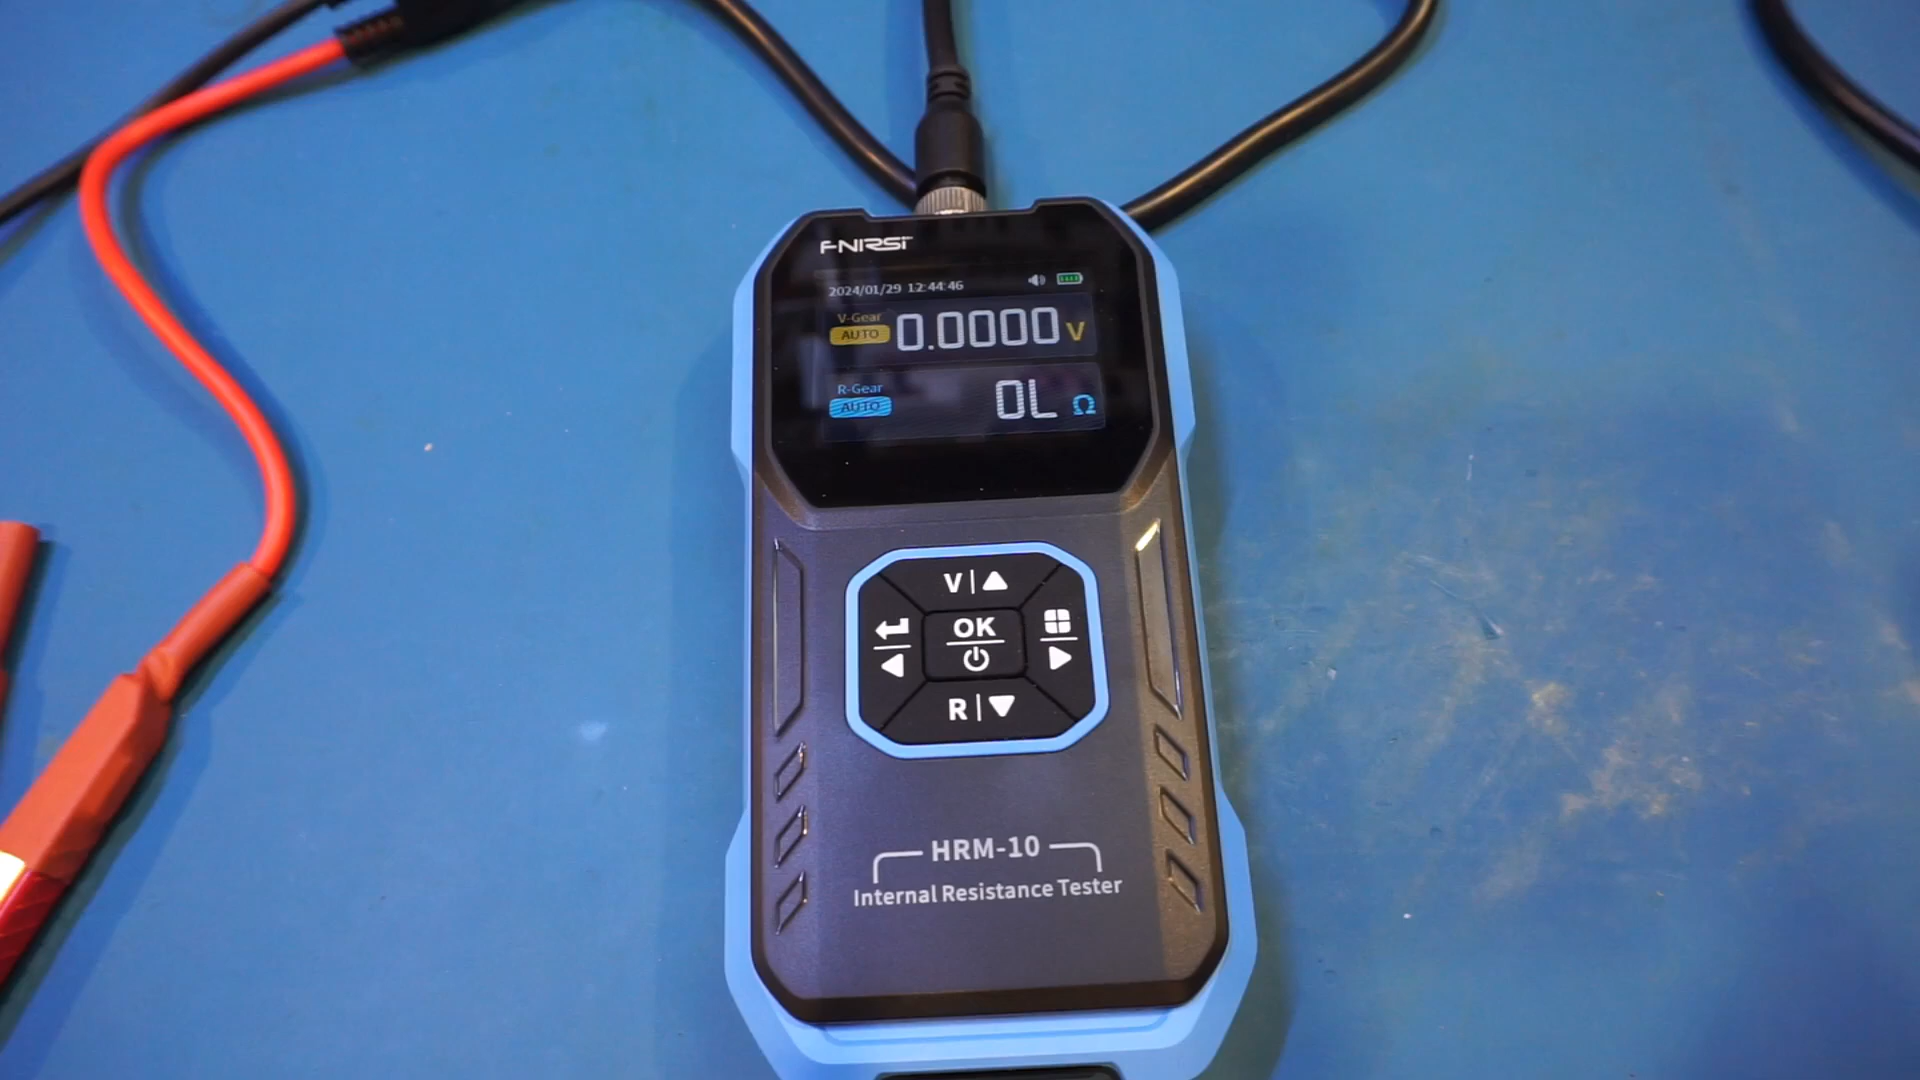 FNIRSI
2024/01/29 12:44:46
V-Gear
AUTO 0.0000 V
R-Gear
AUTO OL Ω
V
OK
R
HRM-10
Internal Resistance Tester